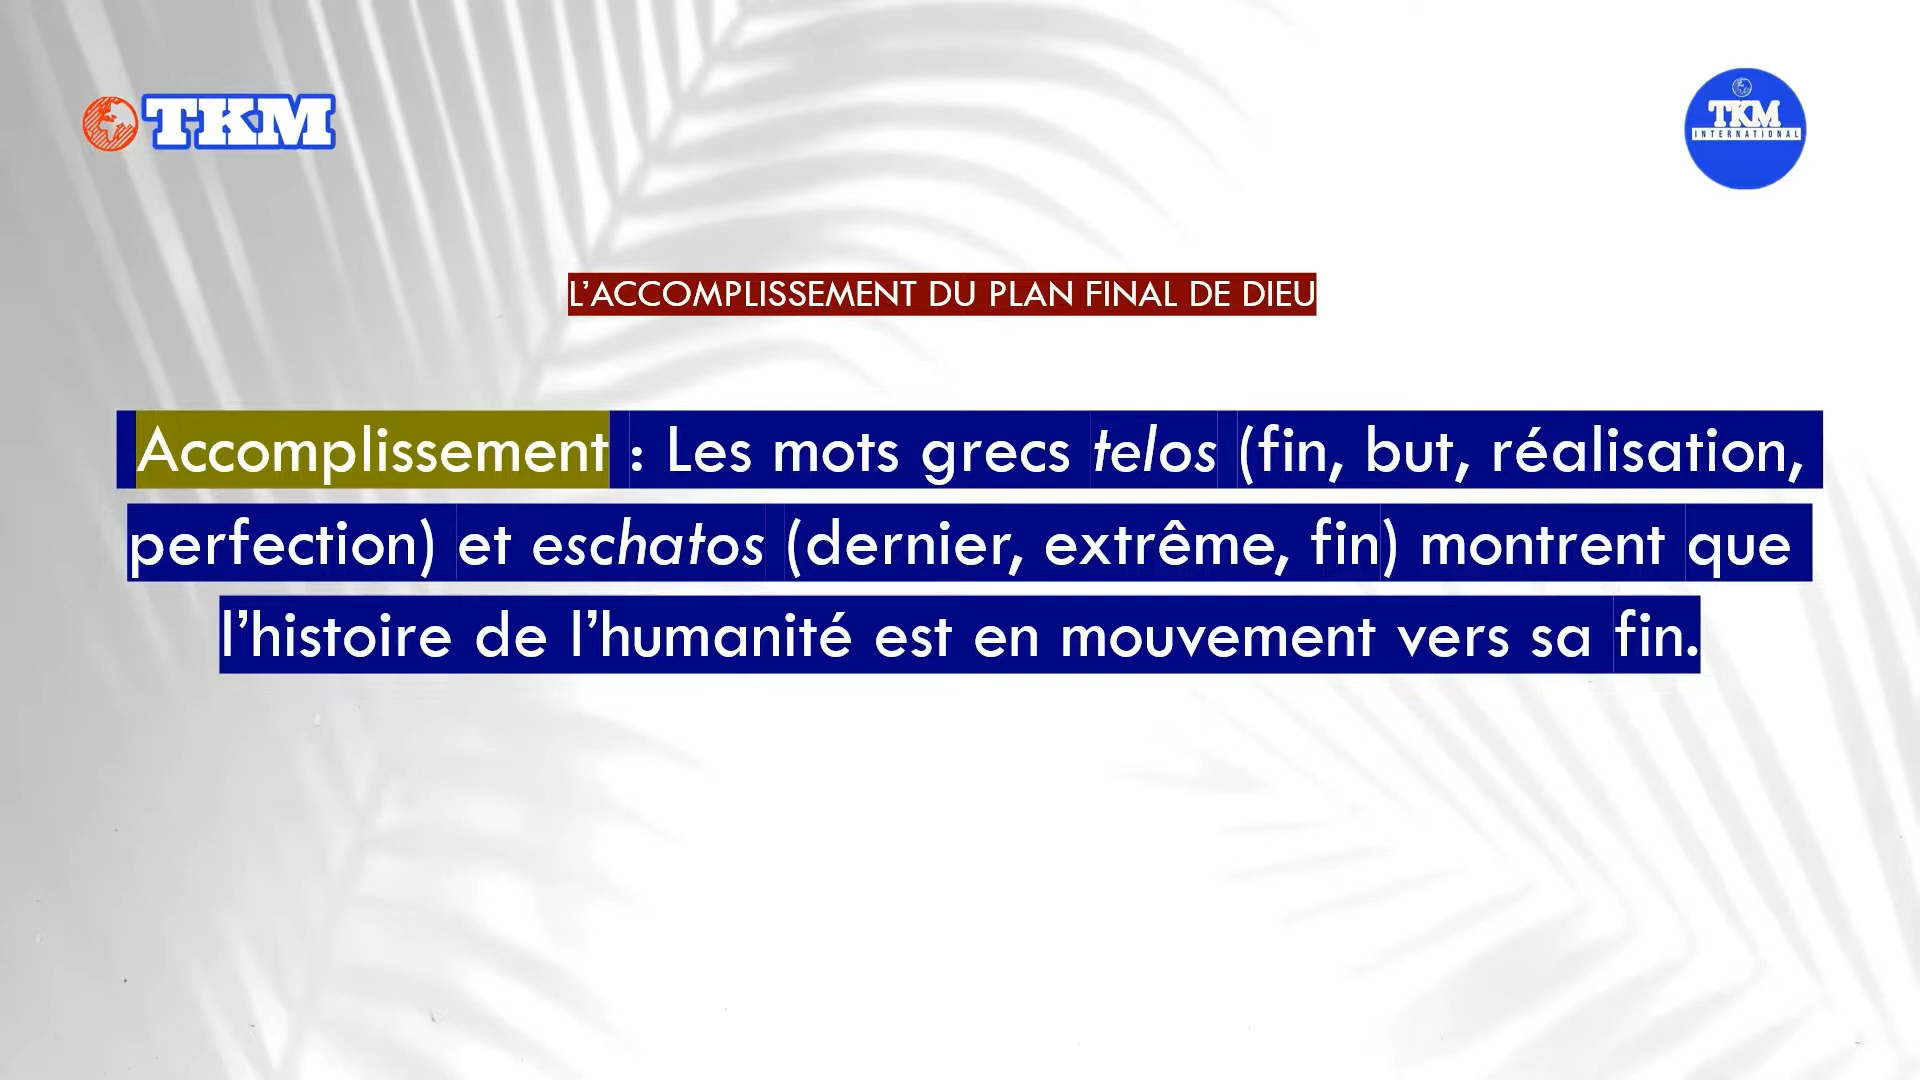 TKM
TKM
INTERNATIONAL
L’ACCOMPLISSEMENT DU PLAN FINAL DE DIEU
Accomplissement : Les mots grecs telos (fin, but, réalisation,
perfection) et eschatos (dernier, extrême, fin) montrent que
l’histoire de l’humanité est en mouvement vers sa fin.